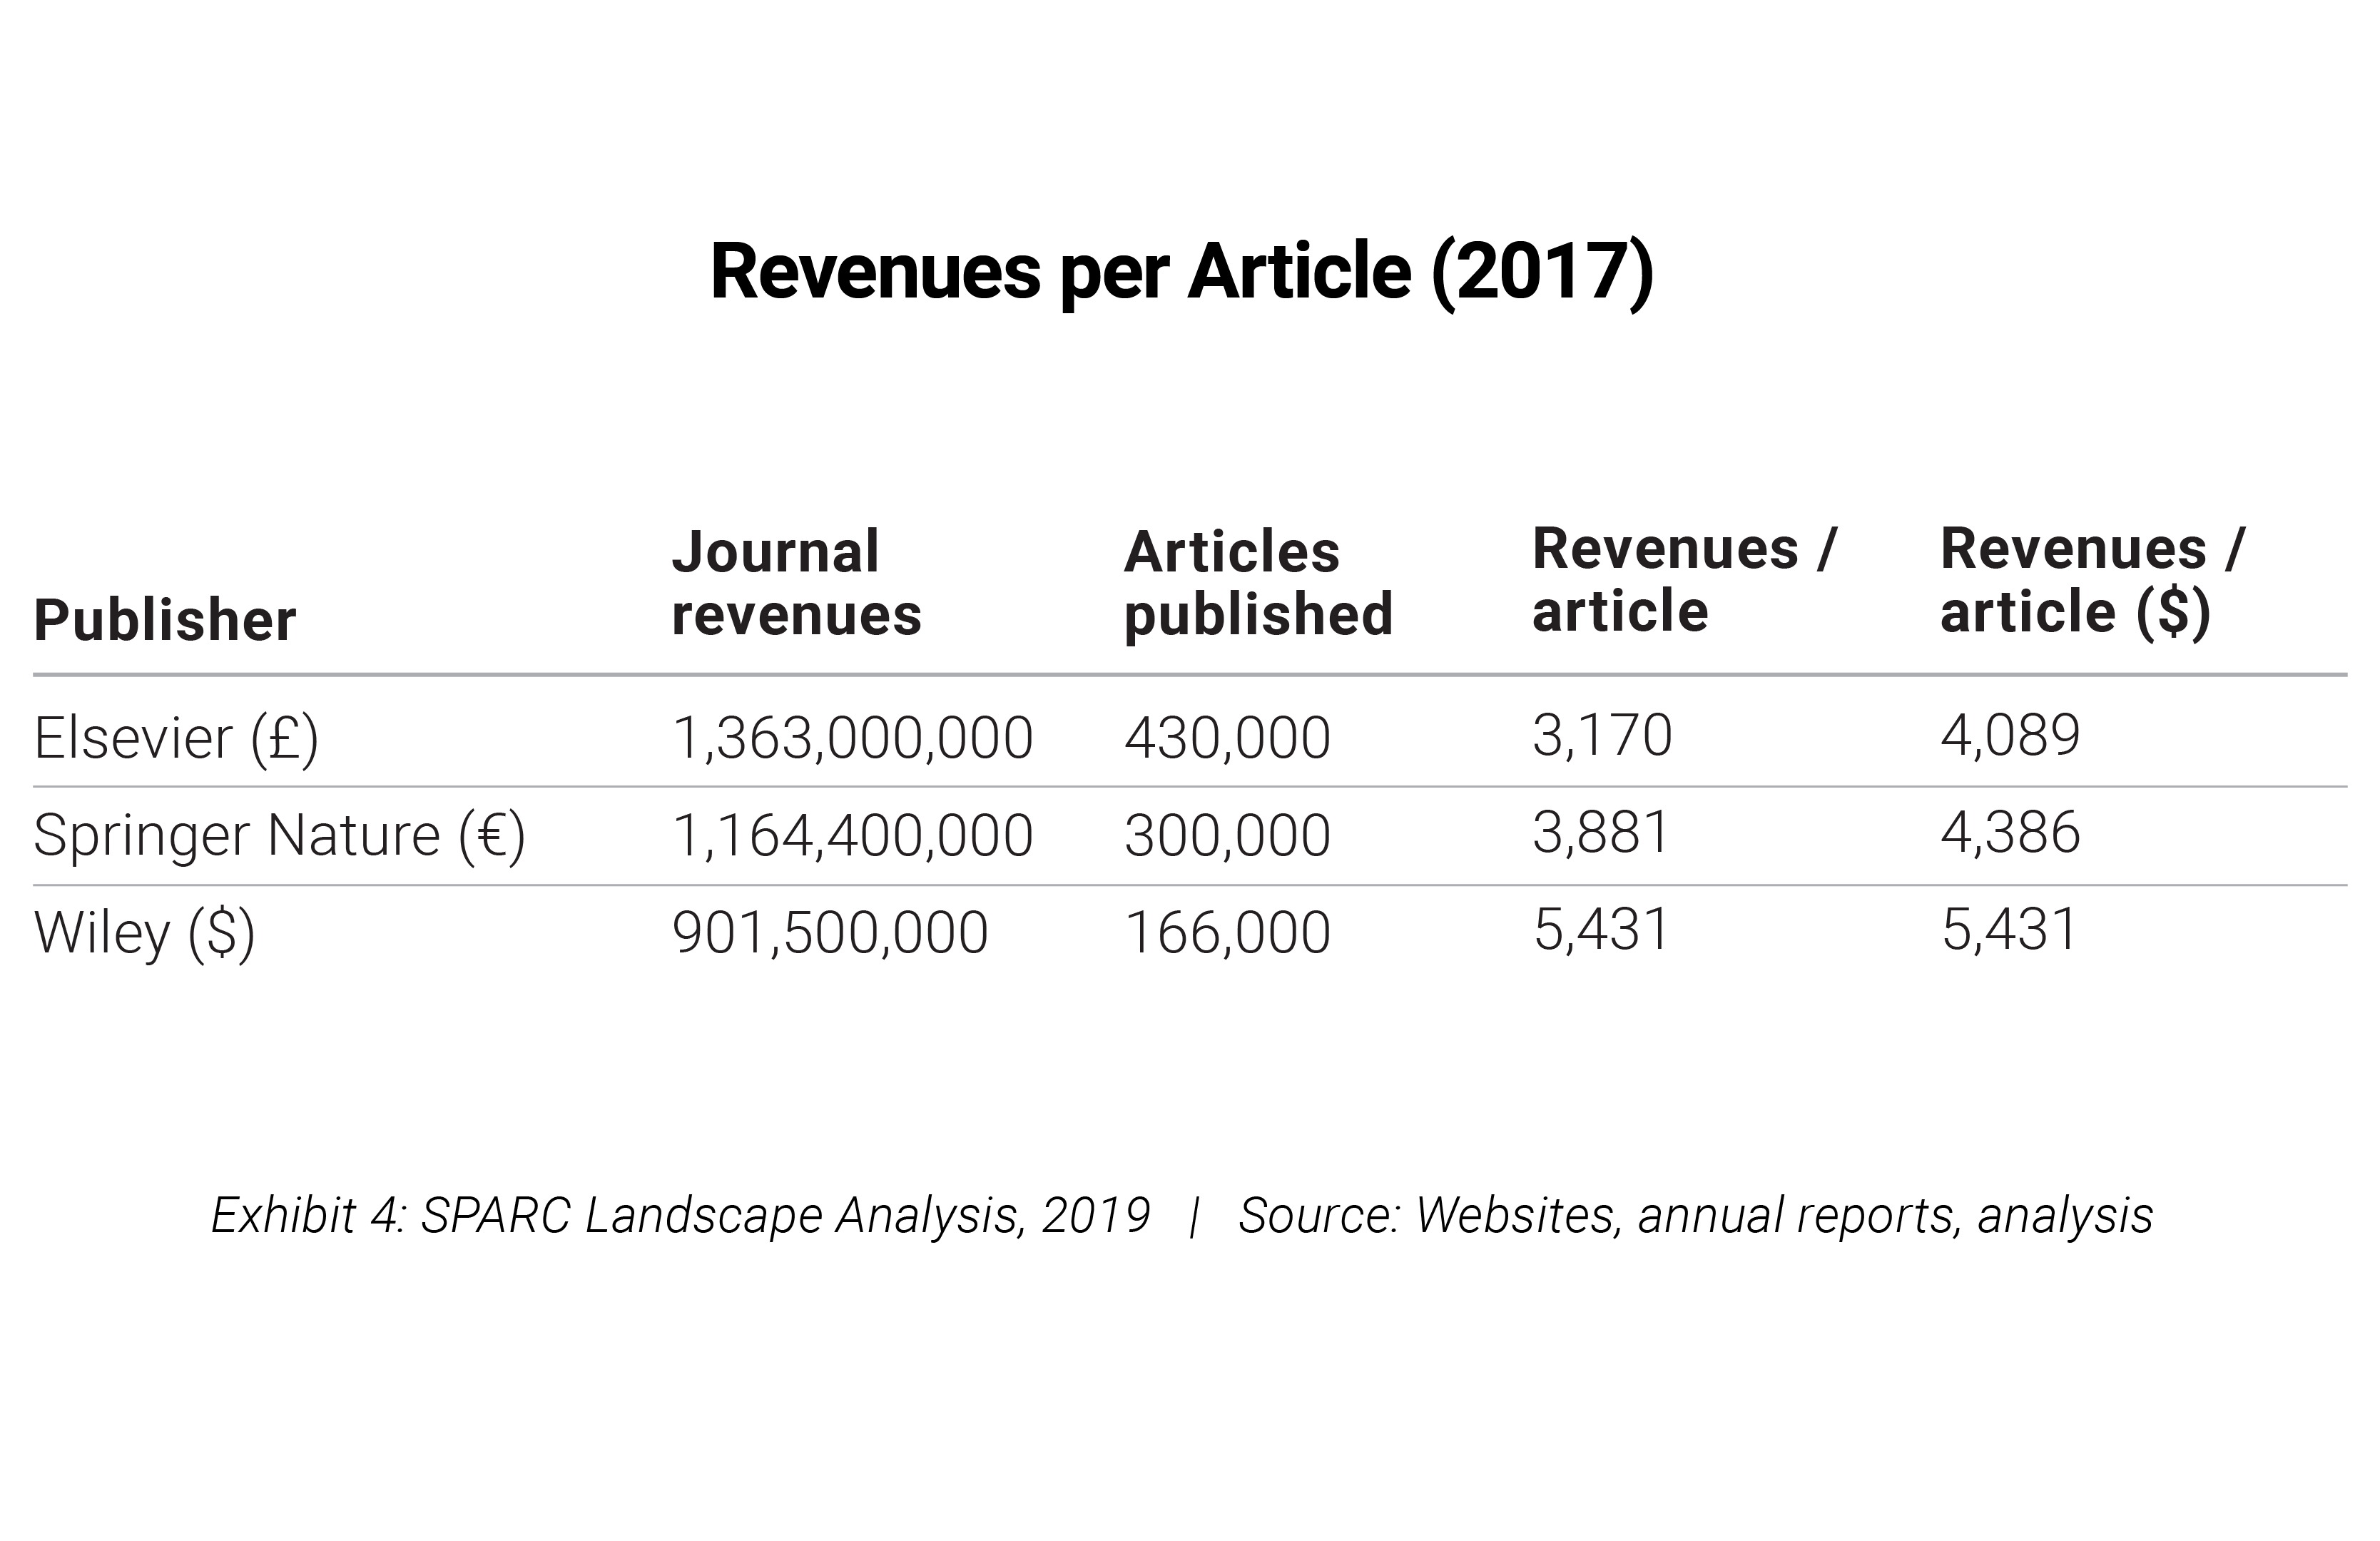 Revenues per Article (2017)
Publisher Journal revenues Articles published Revenues / article Revenues / article ($)
Elsevier (£) 1,363,000,000 430,000 3,170 4,089
Springer Nature (€) 1,164,400,000 300,000 3,881 4,386
Wiley ($) 901,500,000 166,000 5,431 5,431
Exhibit 4: SPARC Landscape Analysis, 2019 | Source: Websites, annual reports, analysis